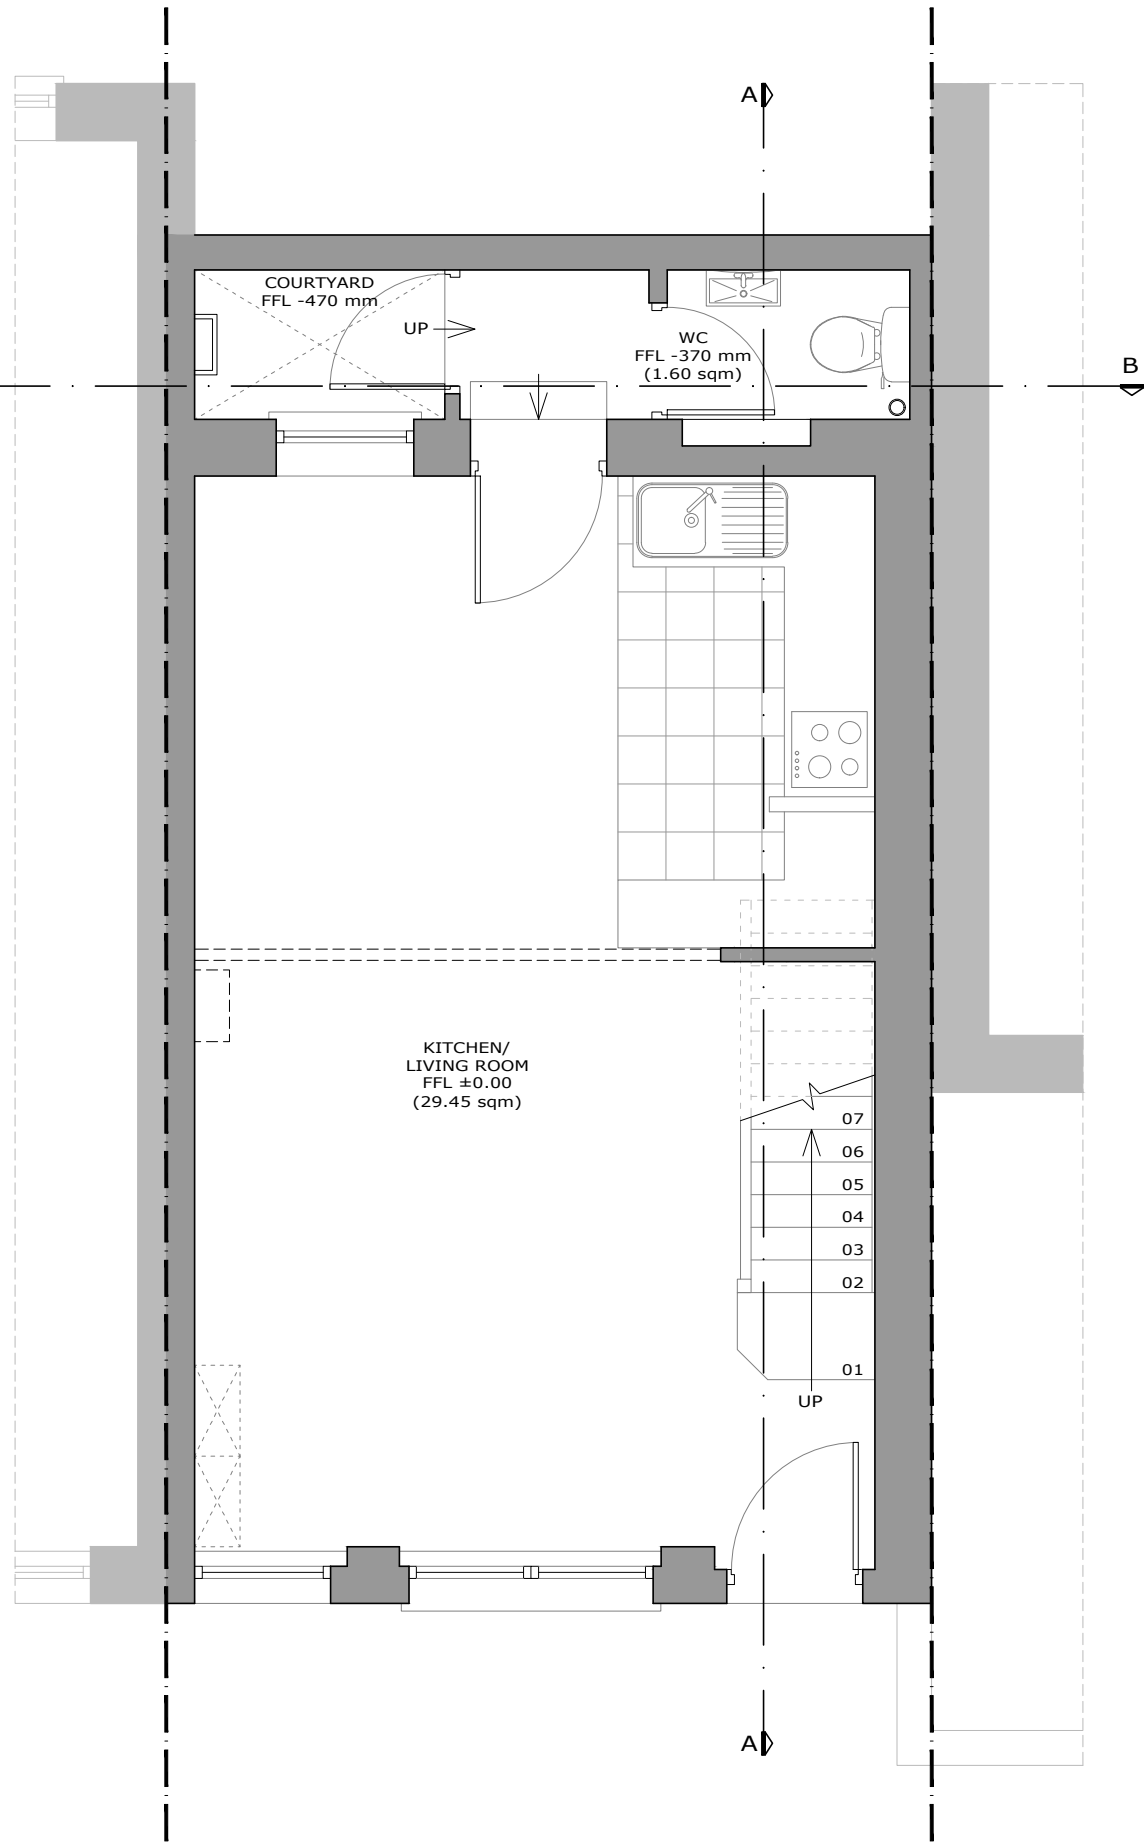 A
COURTYARD
FFL -470 mm
UP
WC
FFL -370 mm
(1.60 sqm)
B
KITCHEN/
LIVING ROOM
FFL ±0.00
(29.45 sqm)
07
06
05
04
03
02
01
UP
A